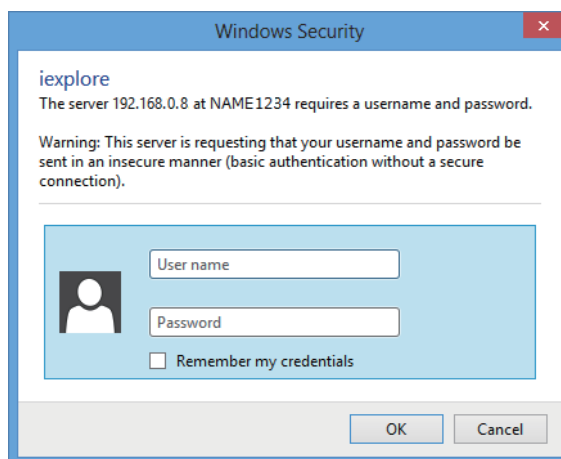 Windows Security
iexplore
The server 192.168.0.8 at NAME1234 requires a username and password.
Warning: This server is requesting that your username and password be
sent in an insecure manner (basic authentication without a secure
connection).
User name
Password
Remember my credentials
OK
Cancel